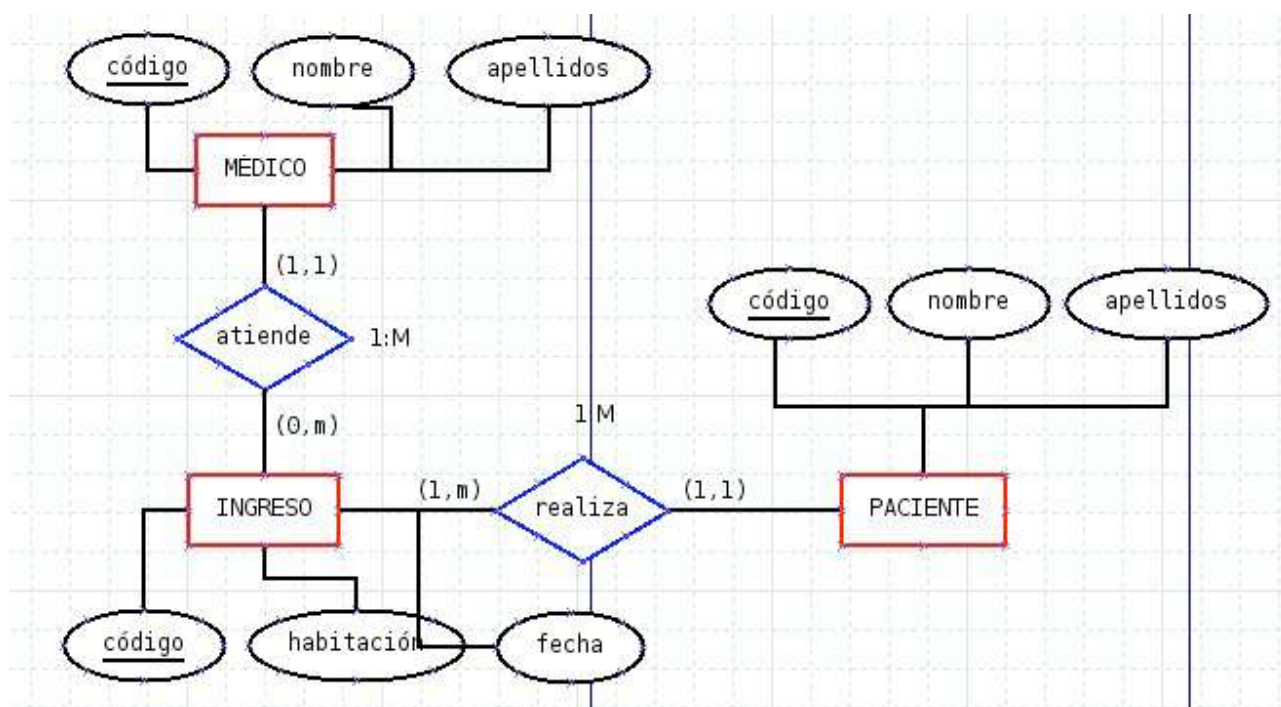 código
nombre
apellidos
MÉDICO
(1,1)
atiende
1:M
(0,m)
código
nombre
apellidos
1:M
INGRESO
(1,m)
realiza
(1,1)
PACIENTE
código
habitación
fecha